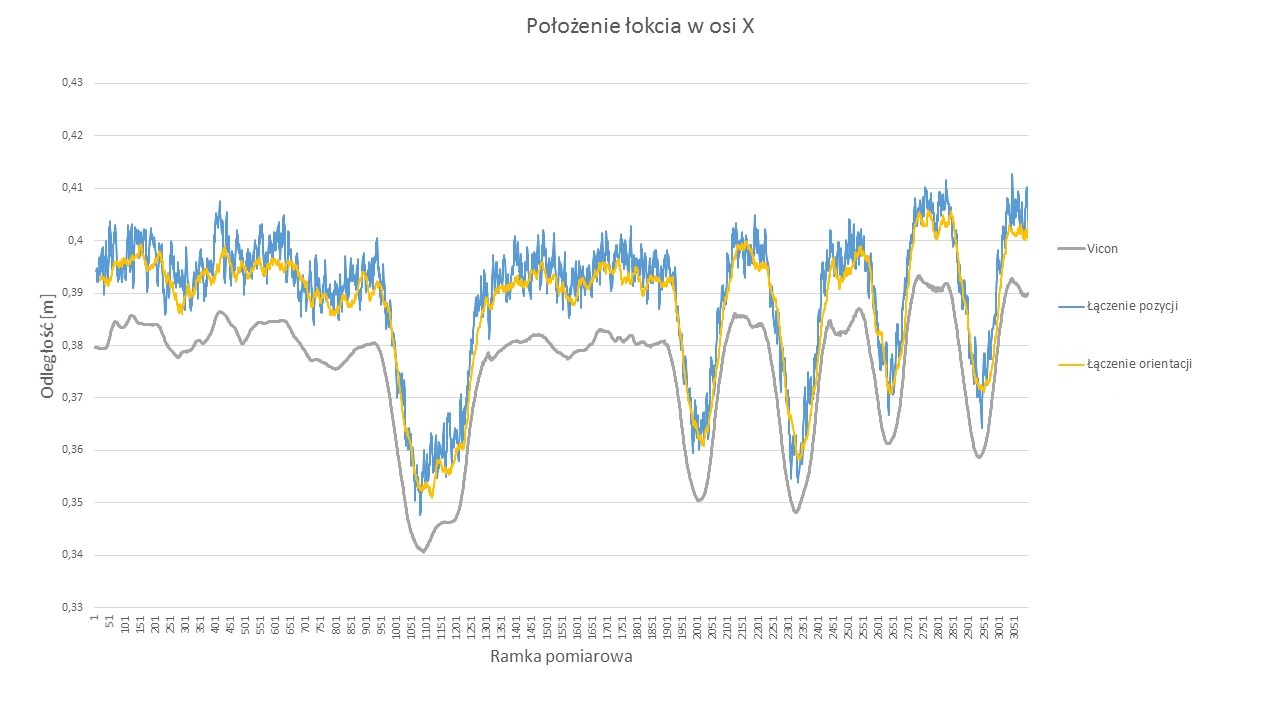 Położenie łokcia w osi X
0,43
0,42
0,41
0,4
0,39
0,38
0,37
0,36
0,35
0,34
0,33
Odległość [m]
1 51 101 151 201 251 301 351 401 451 501 551 601 651 701 751 801 851 901 951 1001 1051 1101 1151 1201 1251 1301 1351 1401 1451 1501 1551 1601 1651 1701 1751 1801 1851 1901 1951 2001 2051 2101 2151 2201 2251 2301 2351 2401 2451 2501 2551 2601 2651 2701 2751 2801 2851 2901 2951 3001 3051
Ramka pomiarowa
Vicon
Łączenie pozycji
Łączenie orientacji